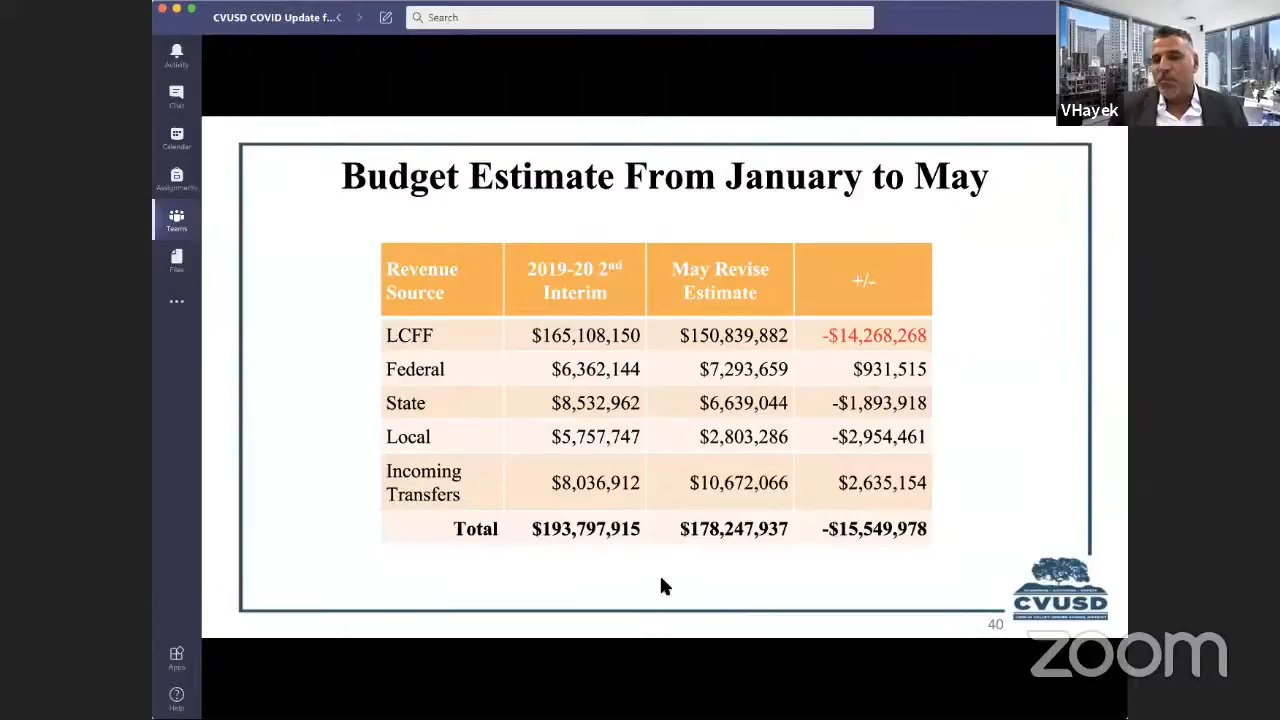 CVUSD COVID Update f...
Search
VHayek
Activity
Chat
Calendar
Assignments
Teams
Files
Budget Estimate From January to May
Revenue Source
2019-20 2nd Interim
May Revise Estimate
+/-
LCFF $165,108,150 $150,839,882 -$14,268,268
Federal $6,362,144 $7,293,659 $931,515
State $8,532,962 $6,639,044 -$1,893,918
Local $5,757,747 $2,803,286 -$2,954,461
Incoming Transfers $8,036,912 $10,672,066 $2,635,154
Total $193,797,915 $178,247,937 -$15,549,978
CVUSD
40
zoom
Apps
Help